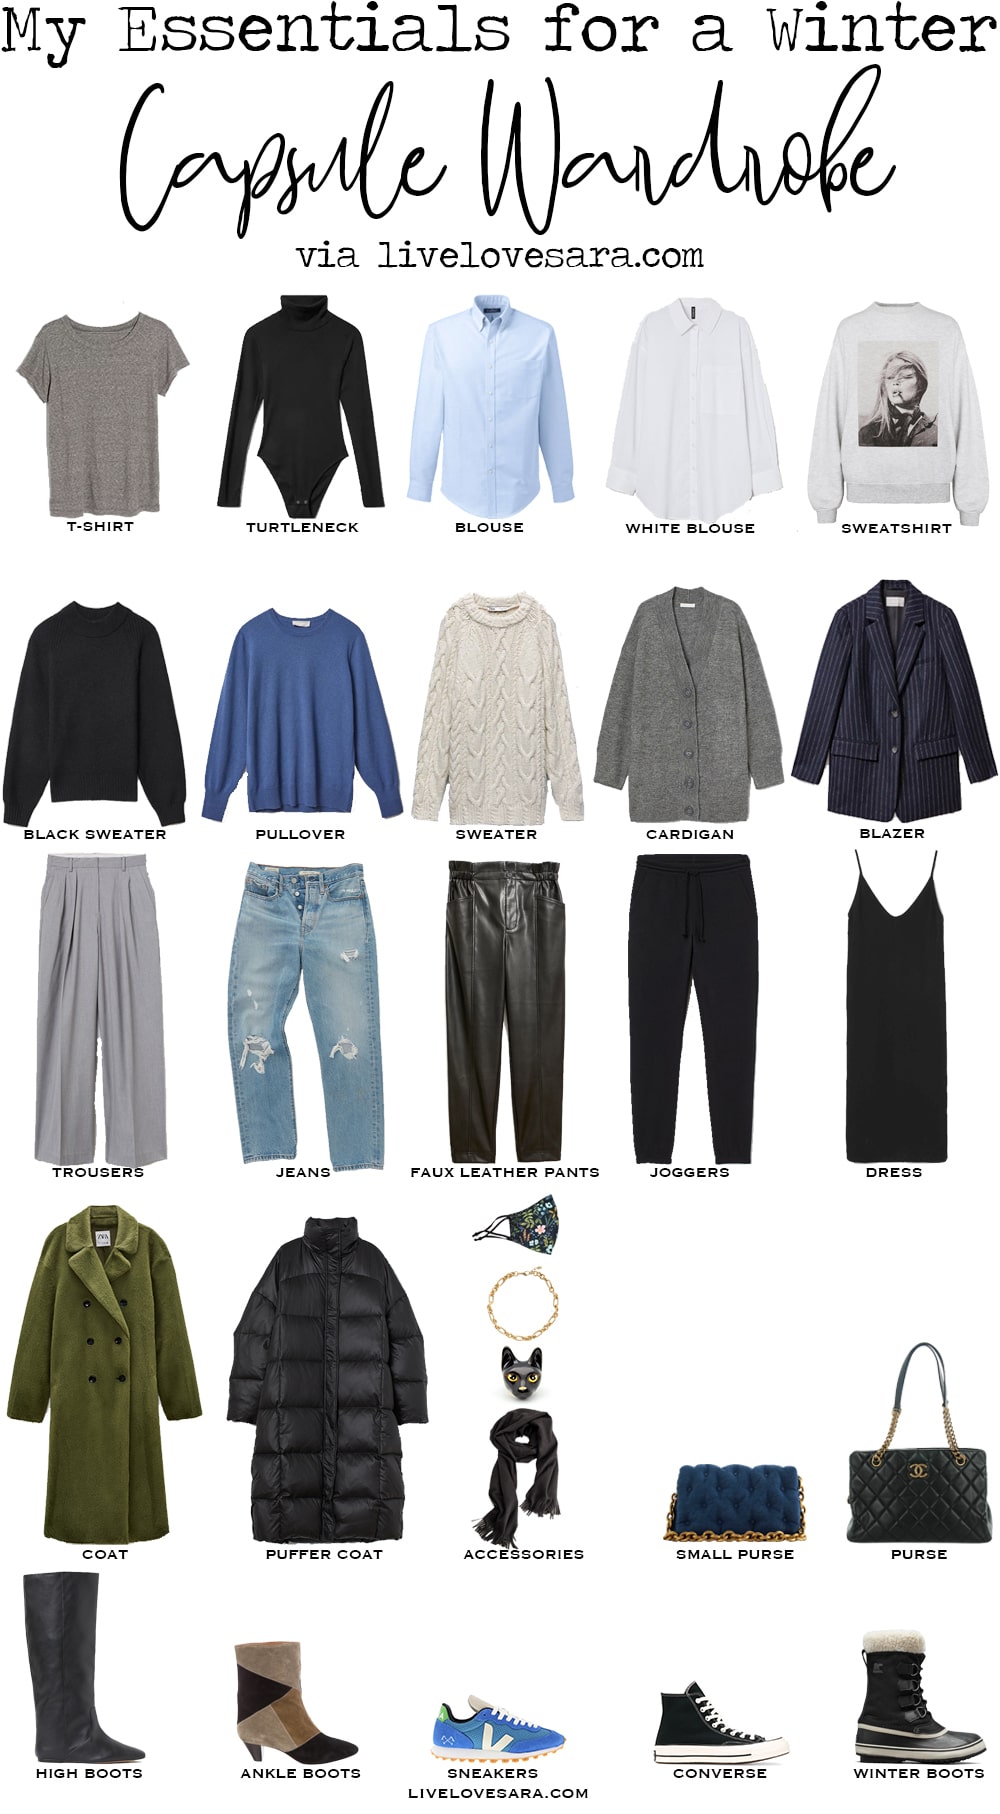 My Essentials for a Winter
Capsule Wardrobe
via livelovesara.com
T-SHIRT
TURTLENECK
BLOUSE
WHITE BLOUSE
SWEATSHIRT
BLACK SWEATER
PULLOVER
SWEATER
CARDIGAN
BLAZER
TROUSERS
JEANS
FAUX LEATHER PANTS
JOGGERS
DRESS
ZARA
COAT
PUFFER COAT
ACCESSORIES
SMALL PURSE
PURSE
HIGH BOOTS
ANKLE BOOTS
SNEAKERS
CONVERSE
WINTER BOOTS
LIVELOVESARA.COM